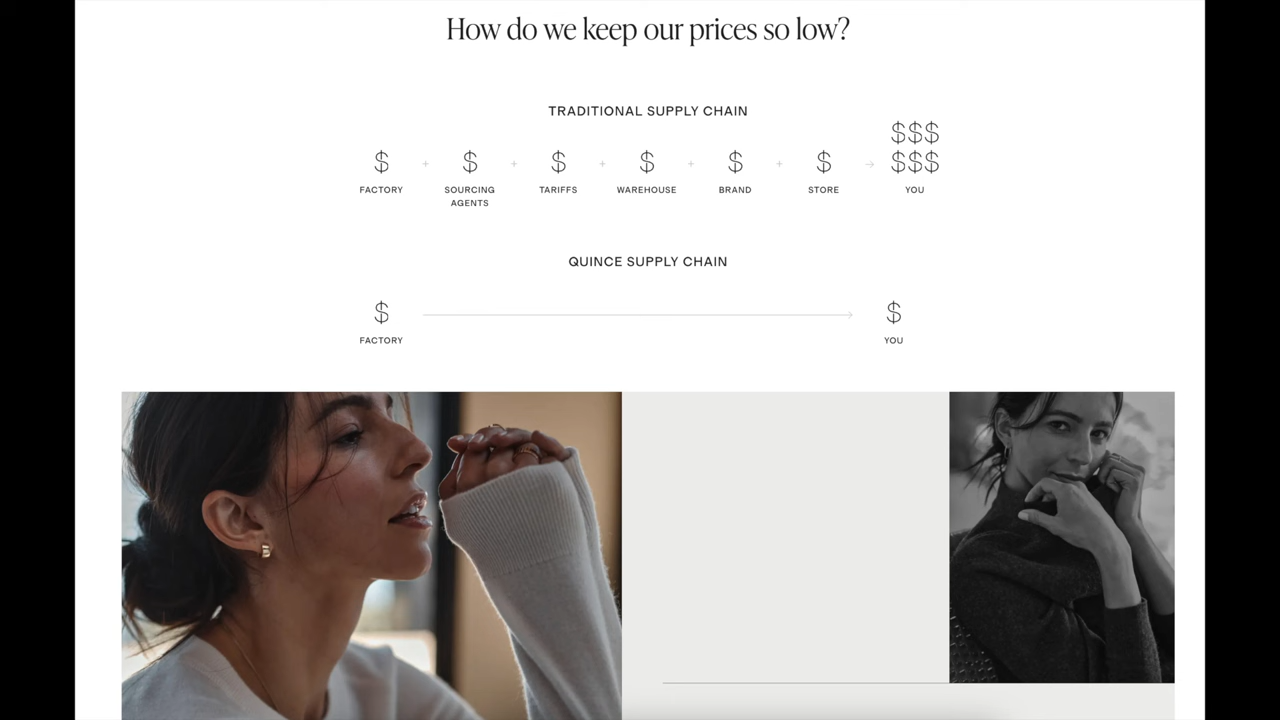 How do we keep our prices so low?
TRADITIONAL SUPPLY CHAIN
$$$
$ + $ + $ + $ + $ + $ → $$$
FACTORY SOURCING TARIFFS WAREHOUSE BRAND STORE YOU
AGENTS
QUINCE SUPPLY CHAIN
$ → $
FACTORY YOU